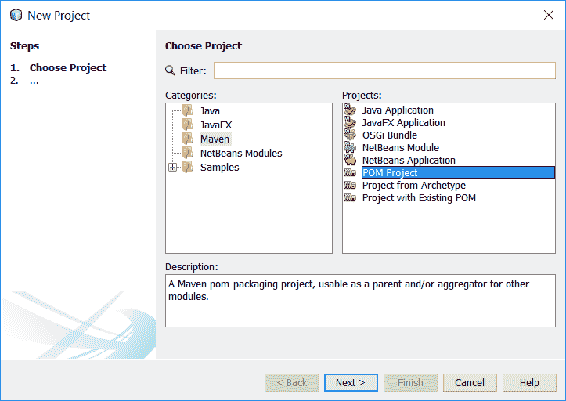 New Project
Steps
1. Choose Project
2. ...
Choose Project
Filter:
Categories:
Java
JavaFX
Maven
NetBeans Modules
Samples
Projects:
Java Application
JavaFX Application
OSGi Bundle
NetBeans Module
NetBeans Application
POM Project
Project from Archetype
Project with Existing POM
Description:
A Maven pom packaging project, usable as a parent and/or aggregator for other
modules.
< Back
Next >
Finish
Cancel
Help